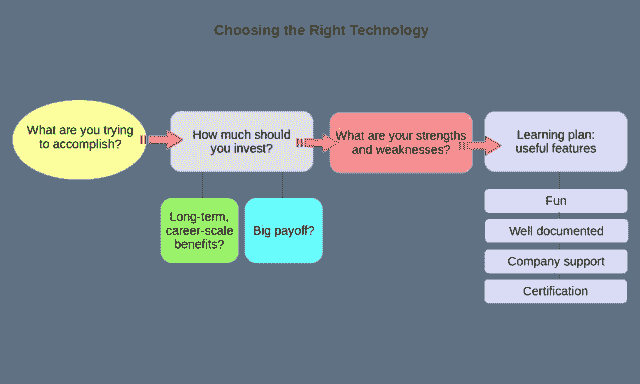 Choosing the Right Technology
What are you trying
to accomplish?
How much should
you invest?
What are your strengths
and weaknesses?
Learning plan:
useful features
Long-term,
career-scale
benefits?
Big payoff?
Fun
Well documented
Company support
Certification